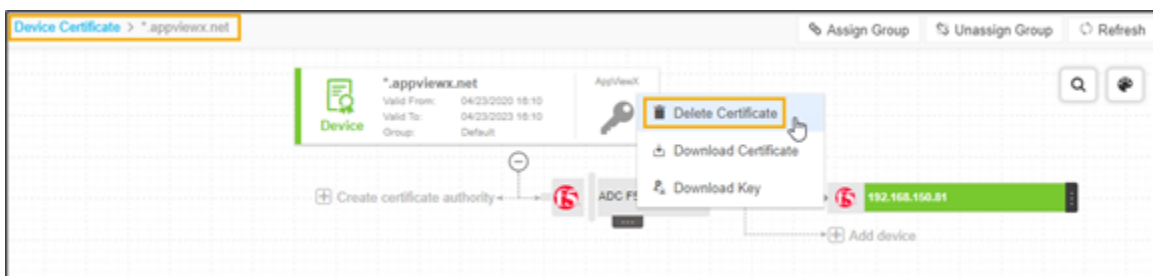 Device Certificate > *.appviewx.net
Assign Group
Unassign Group
Refresh
*.appviewx.net
AppViewX
Valid From: 04/23/2020 16:10
Valid To: 04/23/2023 16:10
Group: Default
Device
Delete Certificate
Download Certificate
Download Key
Create certificate authority
ADC F5
192.168.150.81
Add device